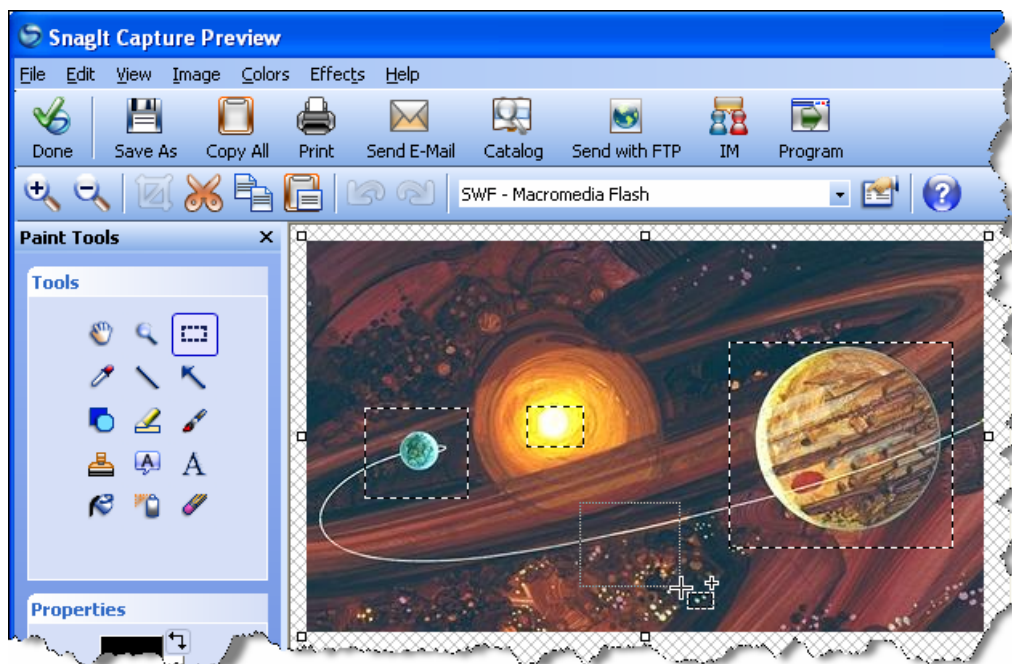 SnagIt Capture Preview
File Edit View Image Colors Effects Help
Done Save As Copy All Print Send E-Mail Catalog Send with FTP IM Program
SWF - Macromedia Flash
Paint Tools
Tools
A
A
Properties